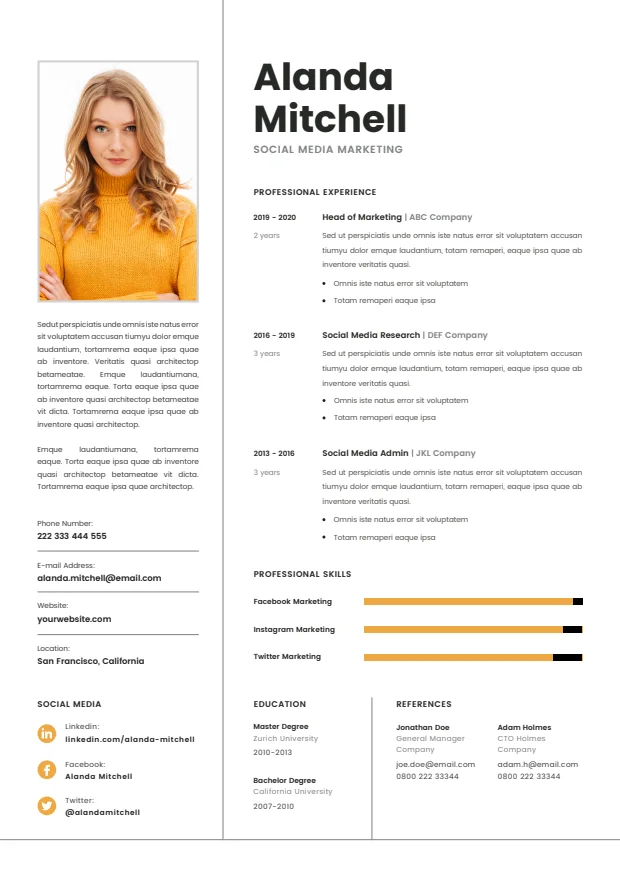 Alanda
Mitchell
SOCIAL MEDIA MARKETING
Sed ut perspiciatis unde omnis iste natus error
sit voluptatem accusan tiumyu dolor emque
laudantium, tortamrema eaque ipsa quae
ab inventore. Veritatis quasi architectop
betameatae. Emque laudantiumana,
tortamrema eaque. Torta eaque ipsa quae
ab inventore quasi architectop betameatae
vit dicta. Tortamrema eaque ipsa quae ab
inventore quasi architectop.
Emque laudantiumana, tortamrema
eaque. Torta eaque ipsa quae ab inventore
quasi architectop betameatae vit dicta.
Tortamrema eaque ipsa quae architectop.
Phone Number:
222 333 444 555
E-mail Address:
alanda.mitchell@email.com
Website:
yourwebsite.com
Location:
San Francisco, California
SOCIAL MEDIA
Linkedin:
linkedin.com/alanda-mitchell
Facebook:
Alanda Mitchell
Twitter:
@alandamitchell
PROFESSIONAL EXPERIENCE
2019 - 2020
2 years
Head of Marketing | ABC Company
Sed ut perspiciatis unde omnis iste natus error sit voluptatem accusan
tiumyu dolor emque laudantium, totam remaperi, eaque ipsa quae ab
inventore veritatis quasi.
• Omnis iste natus error sit voluptatem
• Totam remaperi eaque ipsa
2016 - 2019
3 years
Social Media Research | DEF Company
Sed ut perspiciatis unde omnis iste natus error sit voluptatem accusan
tiumyu dolor emque laudantium, totam remaperi, eaque ipsa quae ab
inventore veritatis quasi.
• Omnis iste natus error sit voluptatem
• Totam remaperi eaque ipsa
2013 - 2016
3 years
Social Media Admin | JKL Company
Sed ut perspiciatis unde omnis iste natus error sit voluptatem accusan
tiumyu dolor emque laudantium, totam remaperi, eaque ipsa quae ab
inventore veritatis quasi.
• Omnis iste natus error sit voluptatem
• Totam remaperi eaque ipsa
PROFESSIONAL SKILLS
Facebook Marketing
Instagram Marketing
Twitter Marketing
EDUCATION
Master Degree
Zurich University
2010-2013
Bachelor Degree
California University
2007-2010
REFERENCES
Jonathan Doe
General Manager
Company
joe.doe@email.com
0800 222 33344
Adam Holmes
CTO Holmes
Company
adam.h@email.com
0800 222 33344